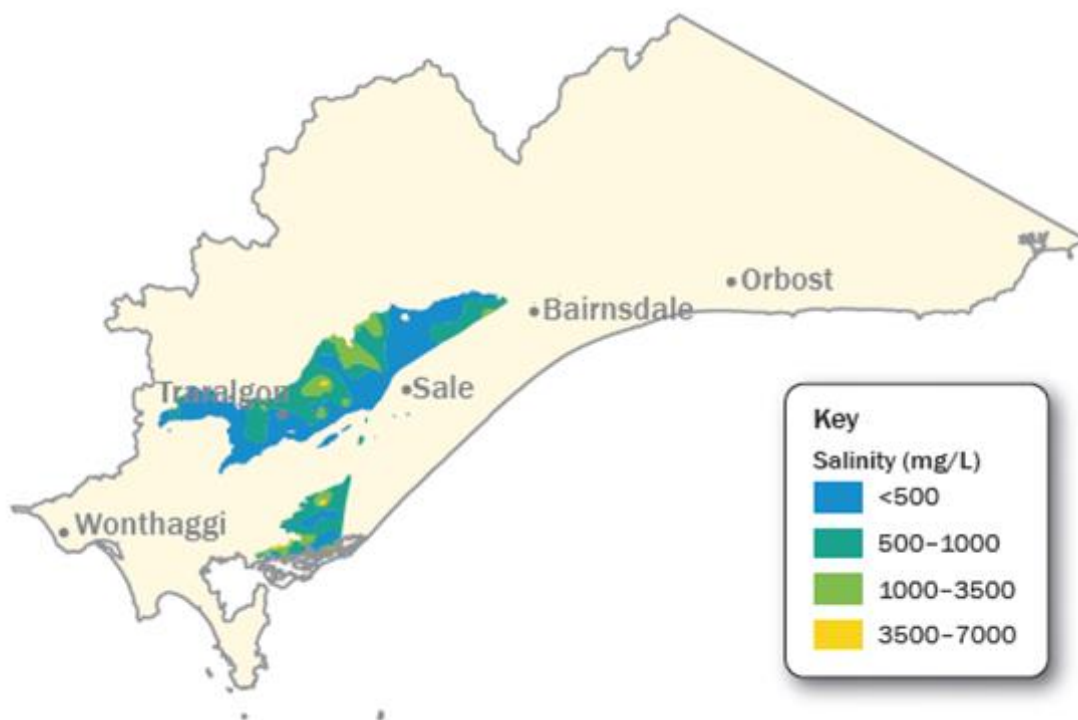 Orbost
Bairnsdale
Traralgon
Sale
Wonthaggi
Key
Salinity (mg/L)
<500
500–1000
1000–3500
3500–7000